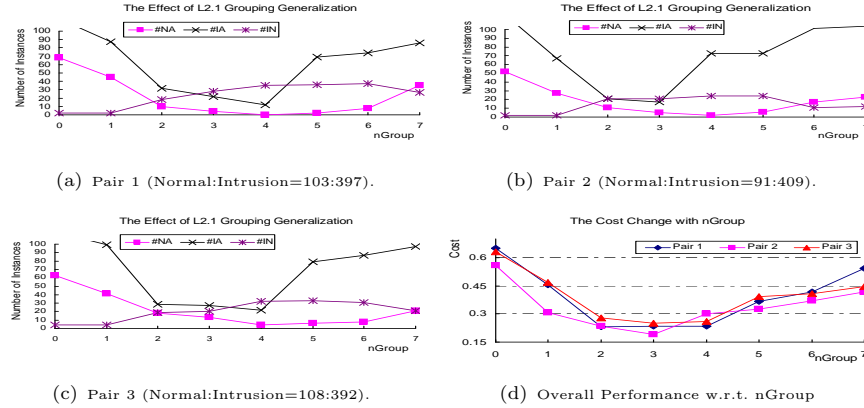 The Effect of L2.1 Grouping Generalization
#NA #IA #IN
Number of Instances
100
90
80
70
60
50
40
30
20
10
0
0 1 2 3 4 5 6 7
nGroup
(a) Pair 1 (Normal:Intrusion=103:397).
The Effect of L2.1 Grouping Generalization
#NA #IA #IN
Number of Instances
100
90
80
70
60
50
40
30
20
10
0
0 1 2 3 4 5 6 7
nGroup
(b) Pair 2 (Normal:Intrusion=91:409).
The Effect of L2.1 Grouping Generalization
#NA #IA #IN
Number of Instances
100
90
80
70
60
50
40
30
20
10
0
0 1 2 3 4 5 6 7
nGroup
(c) Pair 3 (Normal:Intrusion=108:392).
The Cost Change with nGroup
Pair 1 Pair 2 Pair 3
Cost
0.6
0.45
0.3
0.15
0 1 2 3 4 5 6 7
nGroup
(d) Overall Performance w.r.t. nGroup